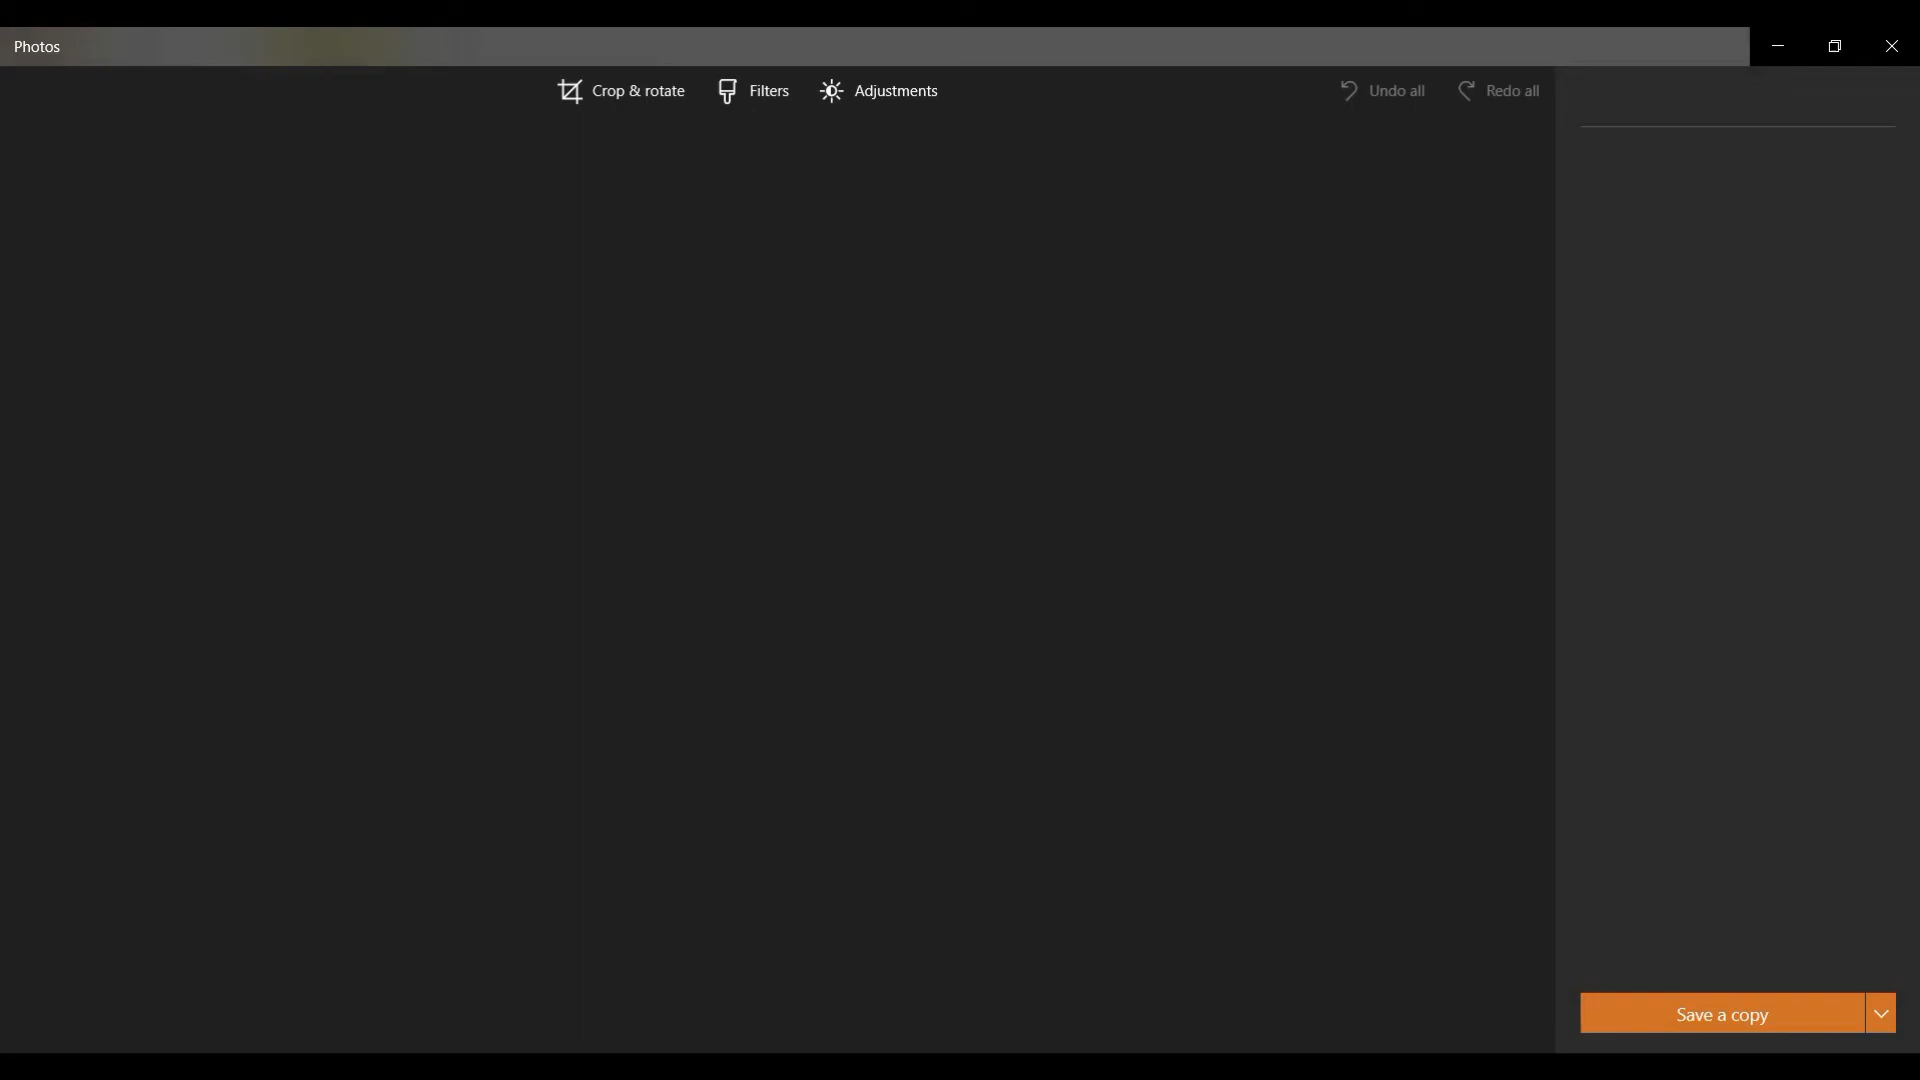 Photos
Crop & rotate
Filters
Adjustments
Undo all
Redo all
Save a copy